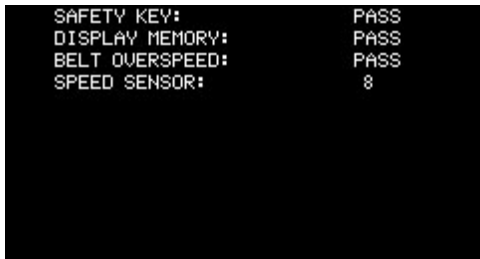 SAFETY KEY: PASS
DISPLAY MEMORY: PASS
BELT OVERSPEED: PASS
SPEED SENSOR: 8